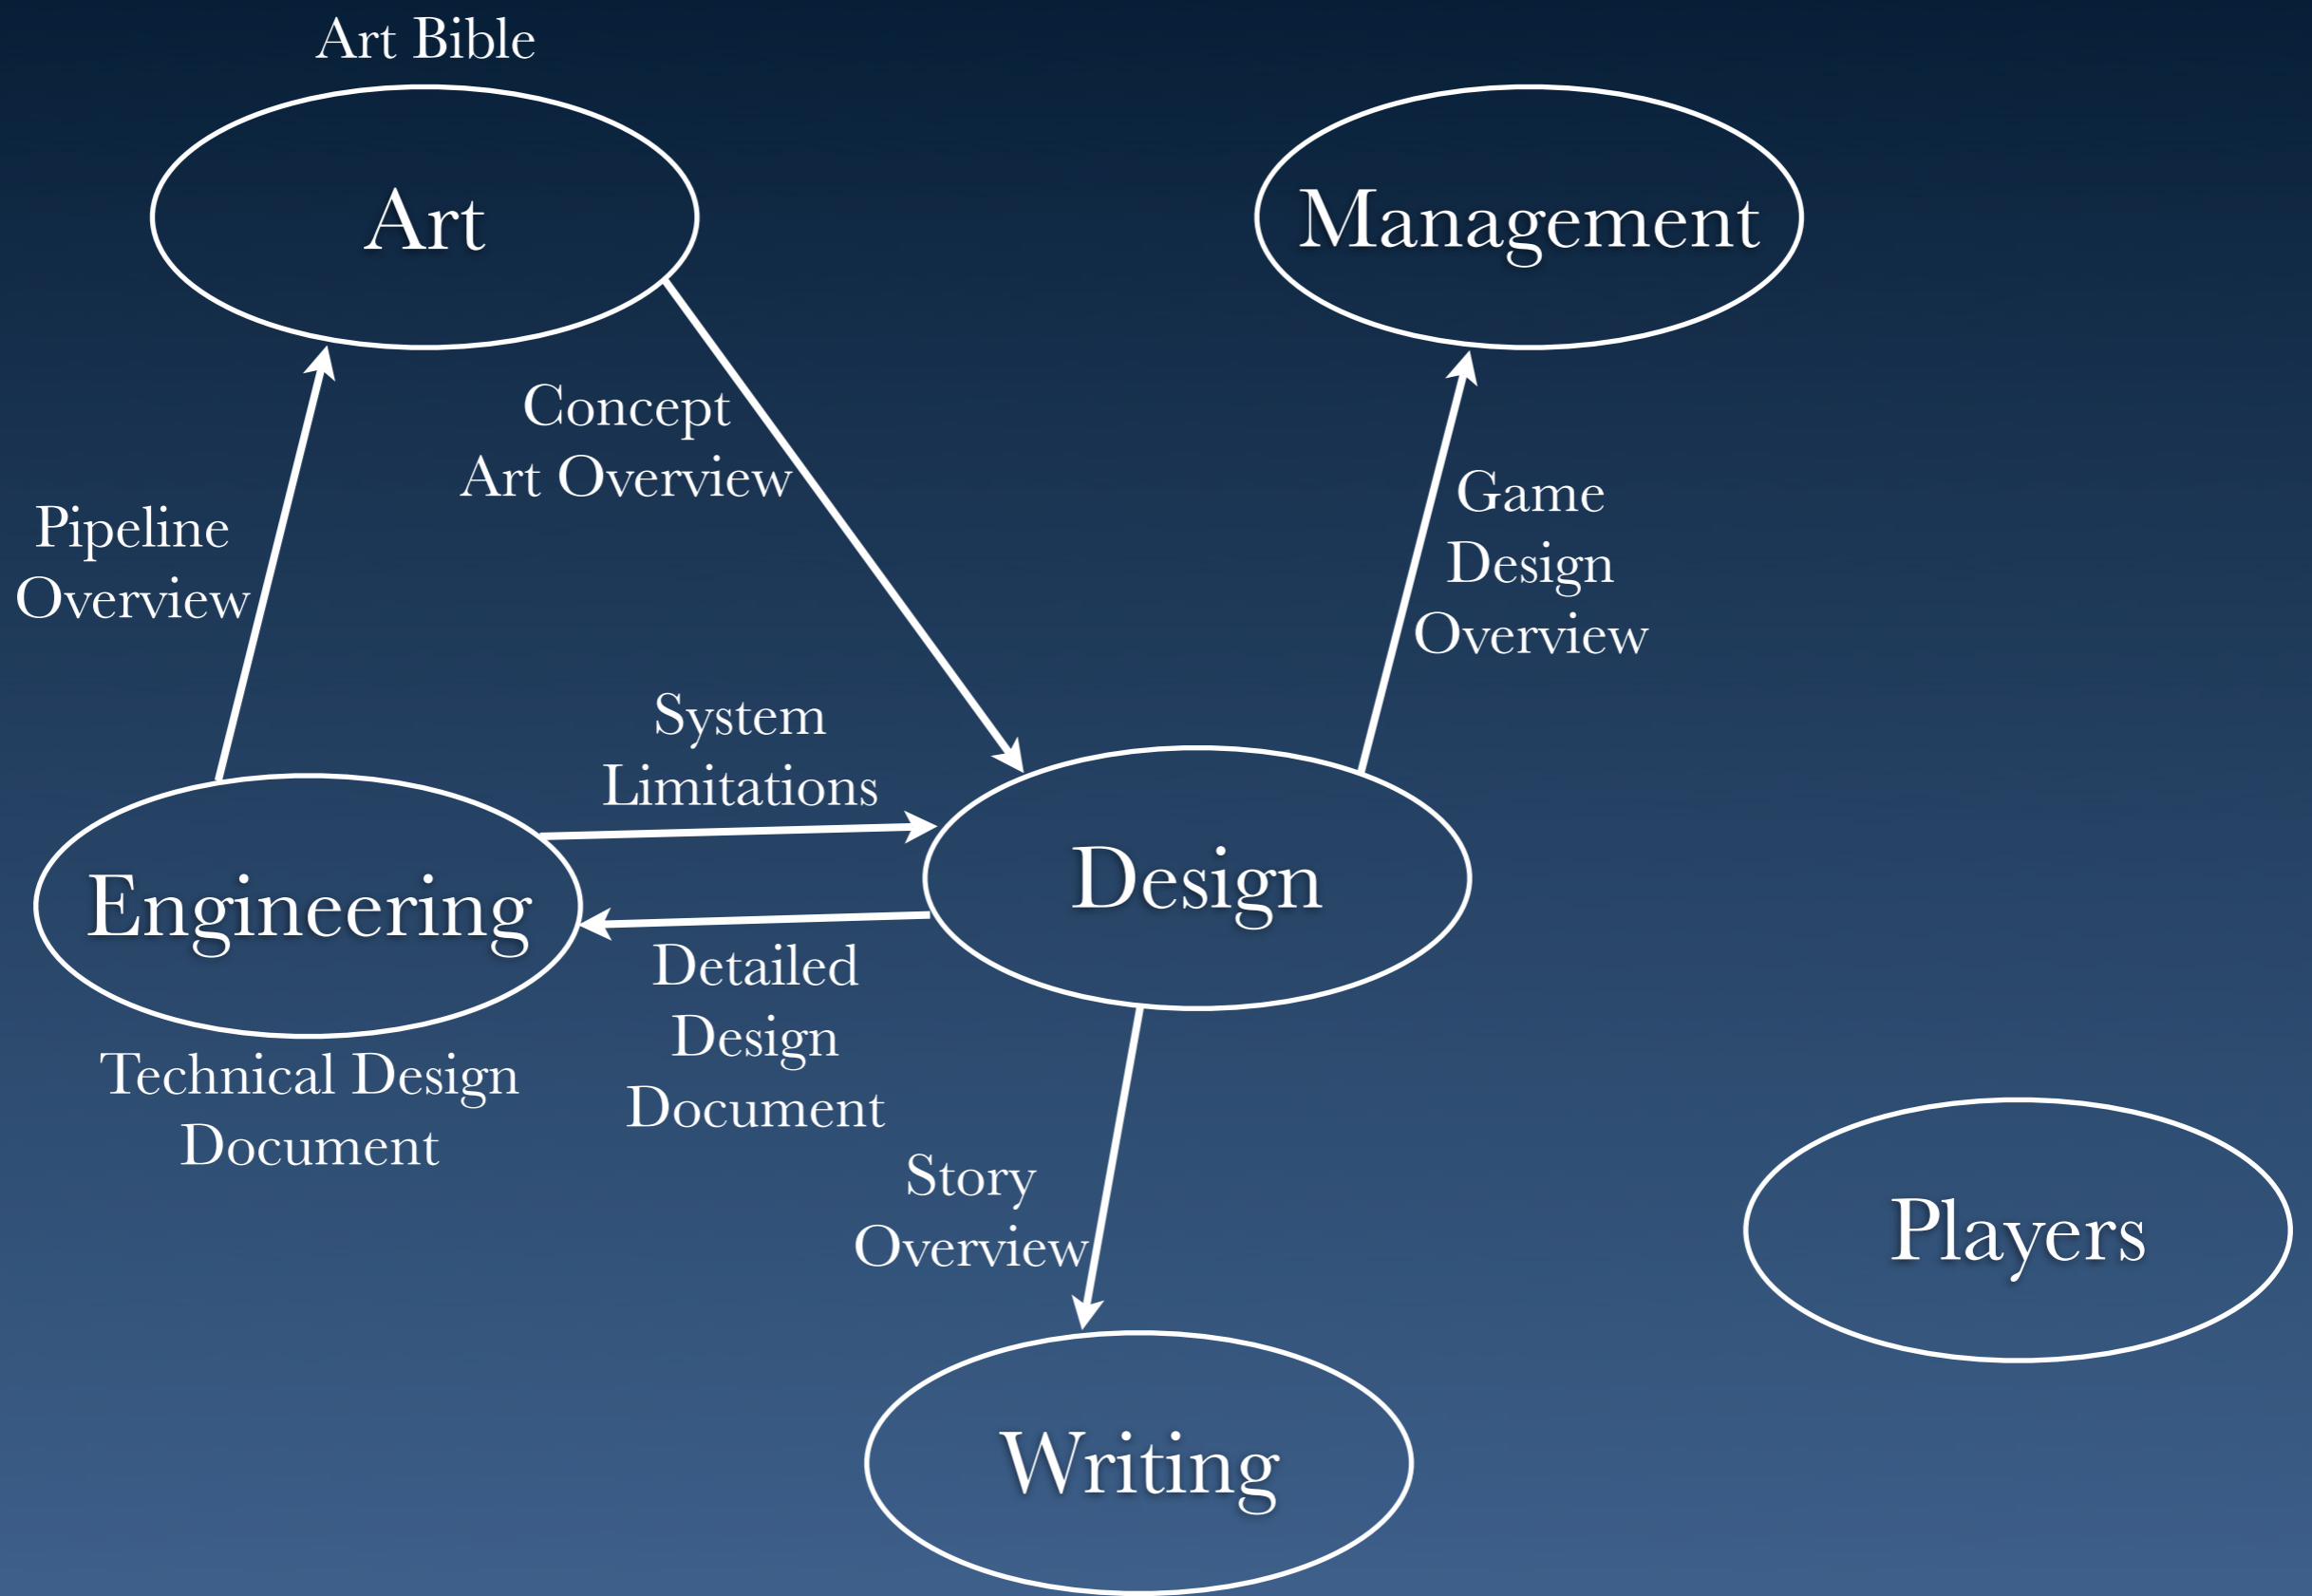 Art Bible
Art
Management
Concept
Art Overview
Pipeline
Overview
Game
Design
Overview
System
Limitations
Engineering
Design
Detailed
Design
Document
Technical Design
Document
Story
Overview
Players
Writing